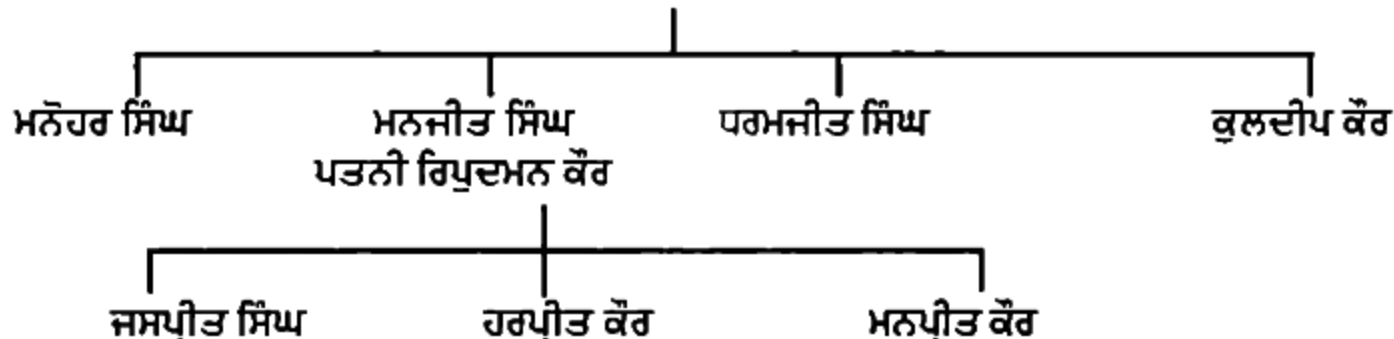 ਮਨੋਹਰ ਸਿੰਘ ਮਨਜੀਤ ਸਿੰਘ ਧਰਮਜੀਤ ਸਿੰਘ ਕੁਲਦੀਪ ਕੌਰ
ਪਤਨੀ ਰਿਪੁਦਮਨ ਕੌਰ
ਜਸਪ੍ਰੀਤ ਸਿੰਘ ਹਰਪ੍ਰੀਤ ਕੌਰ ਮਨਪ੍ਰੀਤ ਕੌਰ